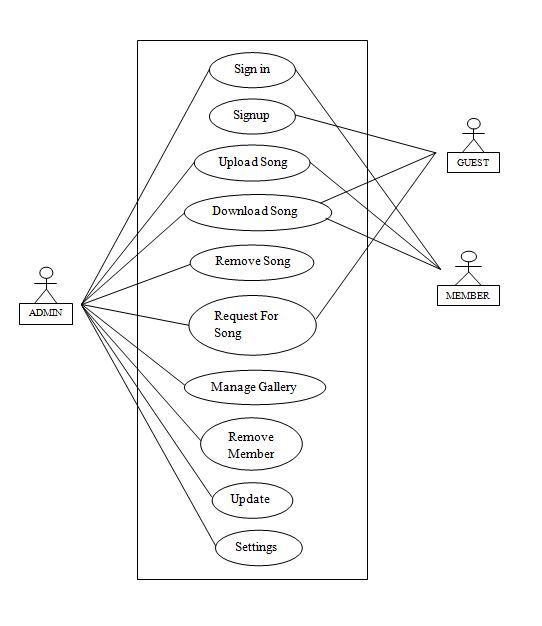 Sign in
Signup
GUEST
Upload Song
Download Song
Remove Song
MEMBER
ADMIN
Request For
Song
Manage Gallery
Remove
Member
Update
Settings